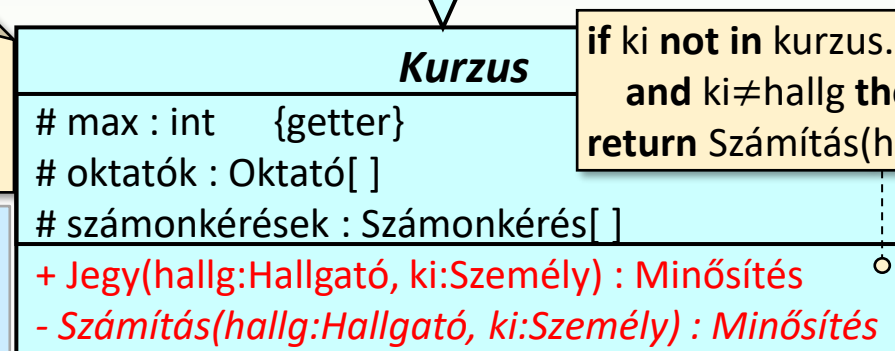 Kurzus
if ki not in kurzus.
and ki≠hallg
return Számítás(h
# max : int {getter}
# oktatók : Oktató[ ]
# számonkérések : Számonkérés[ ]
+ Jegy(hallg:Hallgató, ki:Személy) : Minősítés
- Számítás(hallg:Hallgató, ki:Személy) : Minősítés